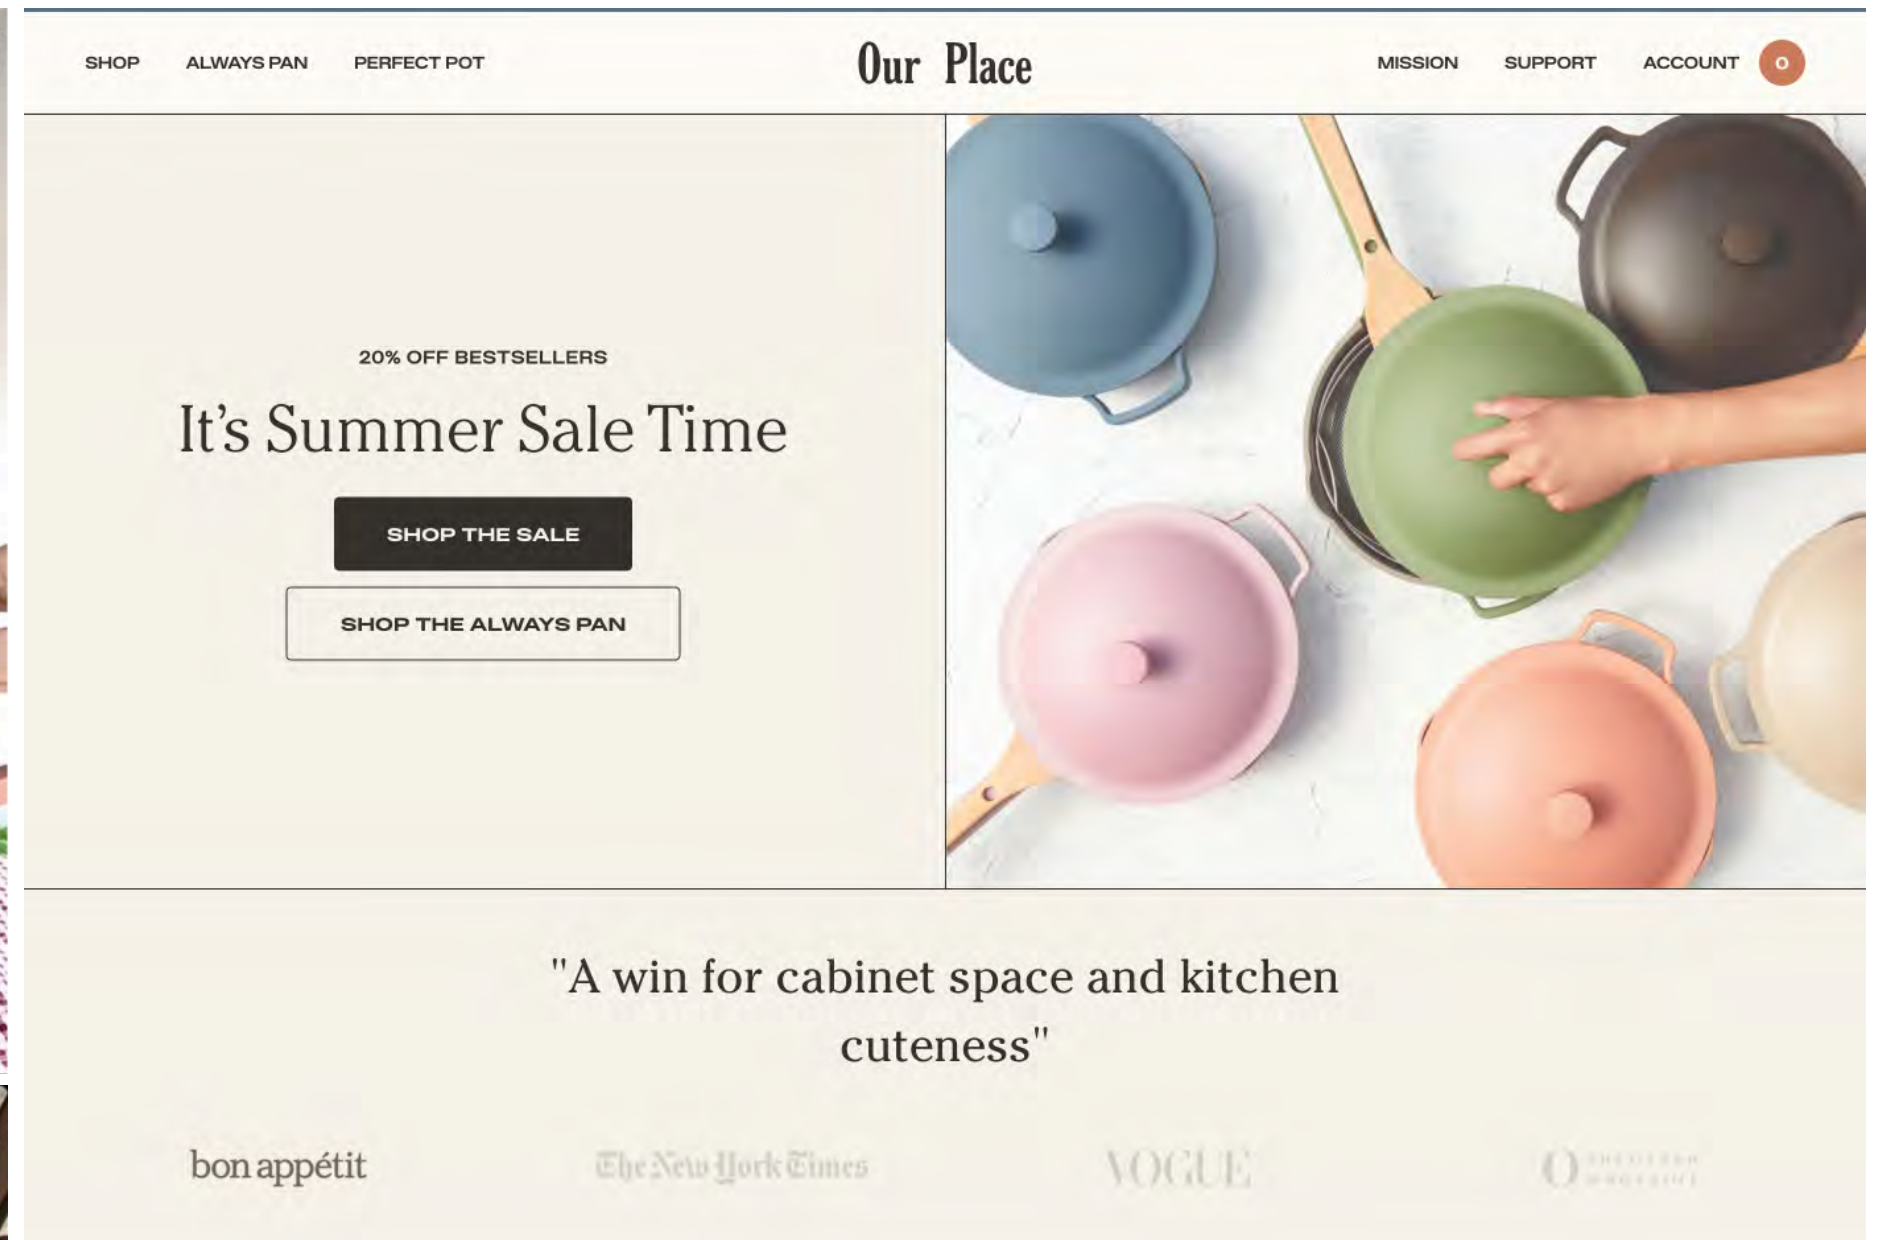 SHOP ALWAYS PAN PERFECT POT Our Place MISSION SUPPORT ACCOUNT 0
20% OFF BESTSELLERS
It’s Summer Sale Time
SHOP THE SALE
SHOP THE ALWAYS PAN
"A win for cabinet space and kitchen
cuteness"
bon appétit The New York Times VOGUE O